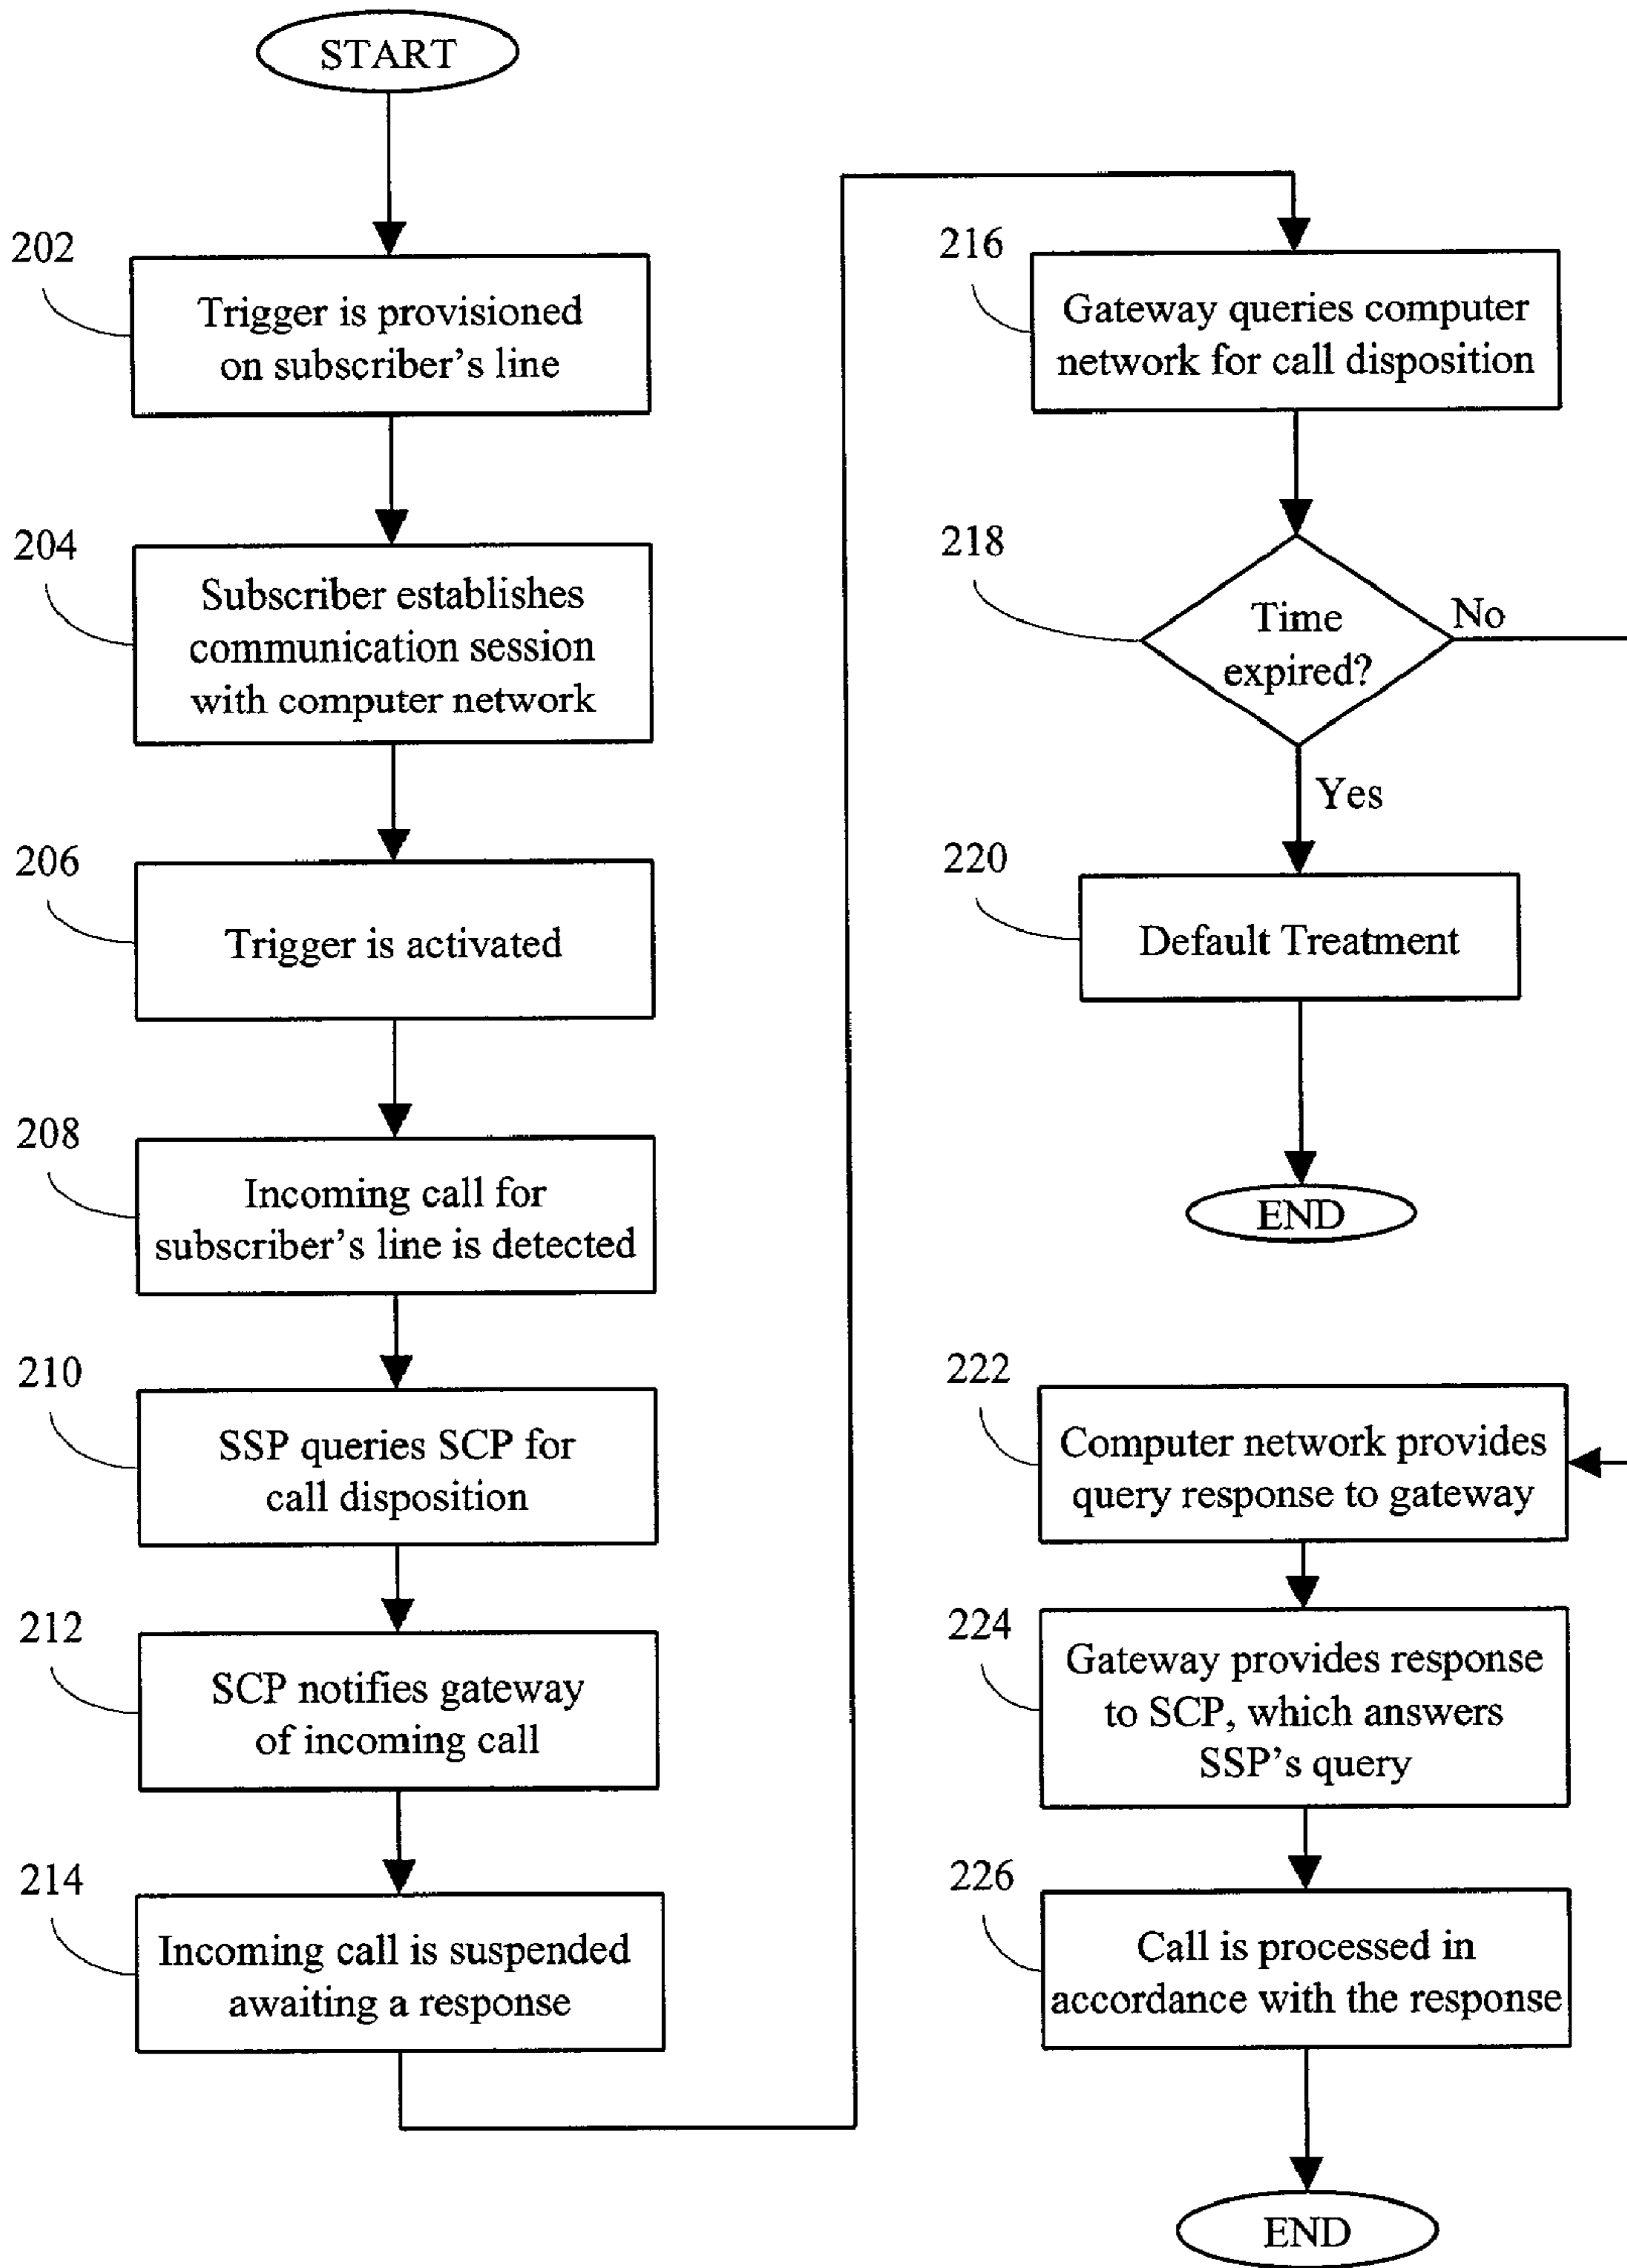 START
202
Trigger is provisioned
on subscriber's line
204
Subscriber establishes
communication session
with computer network
206
Trigger is activated
208
Incoming call for
subscriber's line is detected
210
SSP queries SCP for
call disposition
212
SCP notifies gateway
of incoming call
214
Incoming call is suspended
awaiting a response
216
Gateway queries computer
network for call disposition
218
Time
expired?
No
Yes
220
Default Treatment
END
222
Computer network provides
query response to gateway
224
Gateway provides response
to SCP, which answers
SSP's query
226
Call is processed in
accordance with the response
END